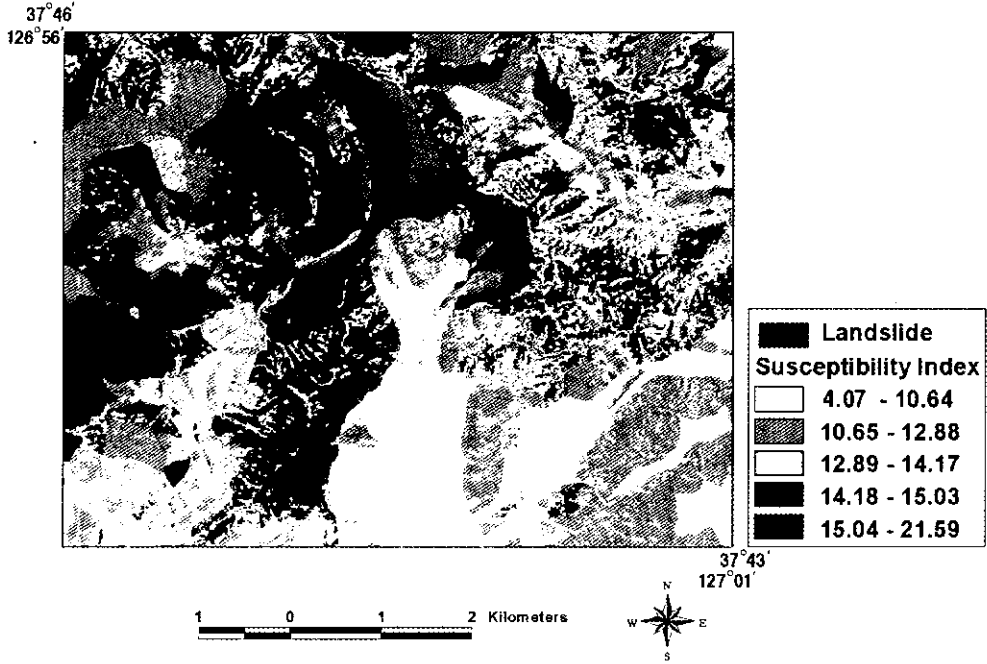 37°46′
126°56′
Landslide
Susceptibility Index
4.07 - 10.64
10.65 - 12.88
12.89 - 14.17
14.18 - 15.03
15.04 - 21.59
37°43′
127°01′
1 0 1 2 Kilometers
N
W E
S